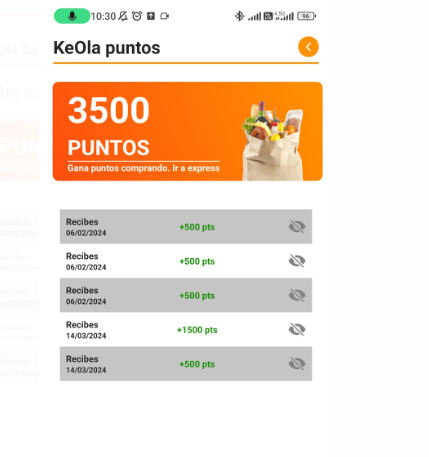 10:30
96
KeOla puntos
3500
PUNTOS
Gana puntos comprando. Ir a express
Recibes
06/02/2024
+500 pts
Recibes
06/02/2024
+500 pts
Recibes
06/02/2024
+500 pts
Recibes
14/03/2024
+1500 pts
Recibes
14/03/2024
+500 pts